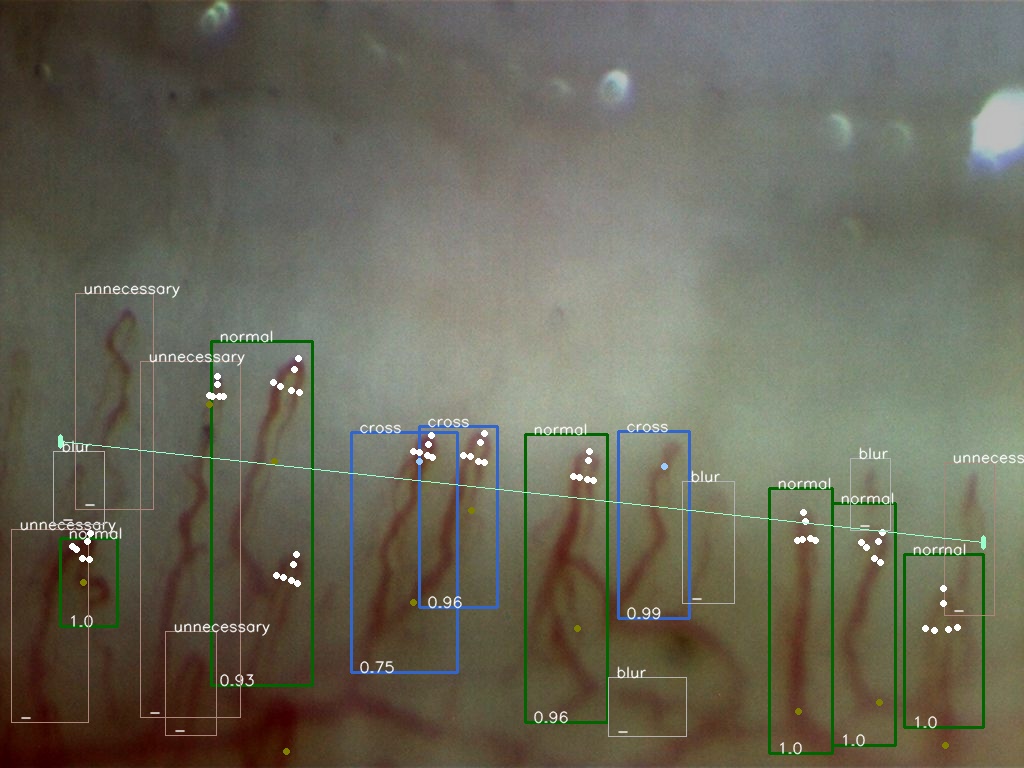 unnecessary
normal
unnecessary
cross
cross
cross
normal
blur
blur
unnecess
blur
normal
normal
unnecessary
normal
normal
0.96
0.99
1.0
unnecessary
0.75
blur
0.93
0.96
1.0
1.0
1.0